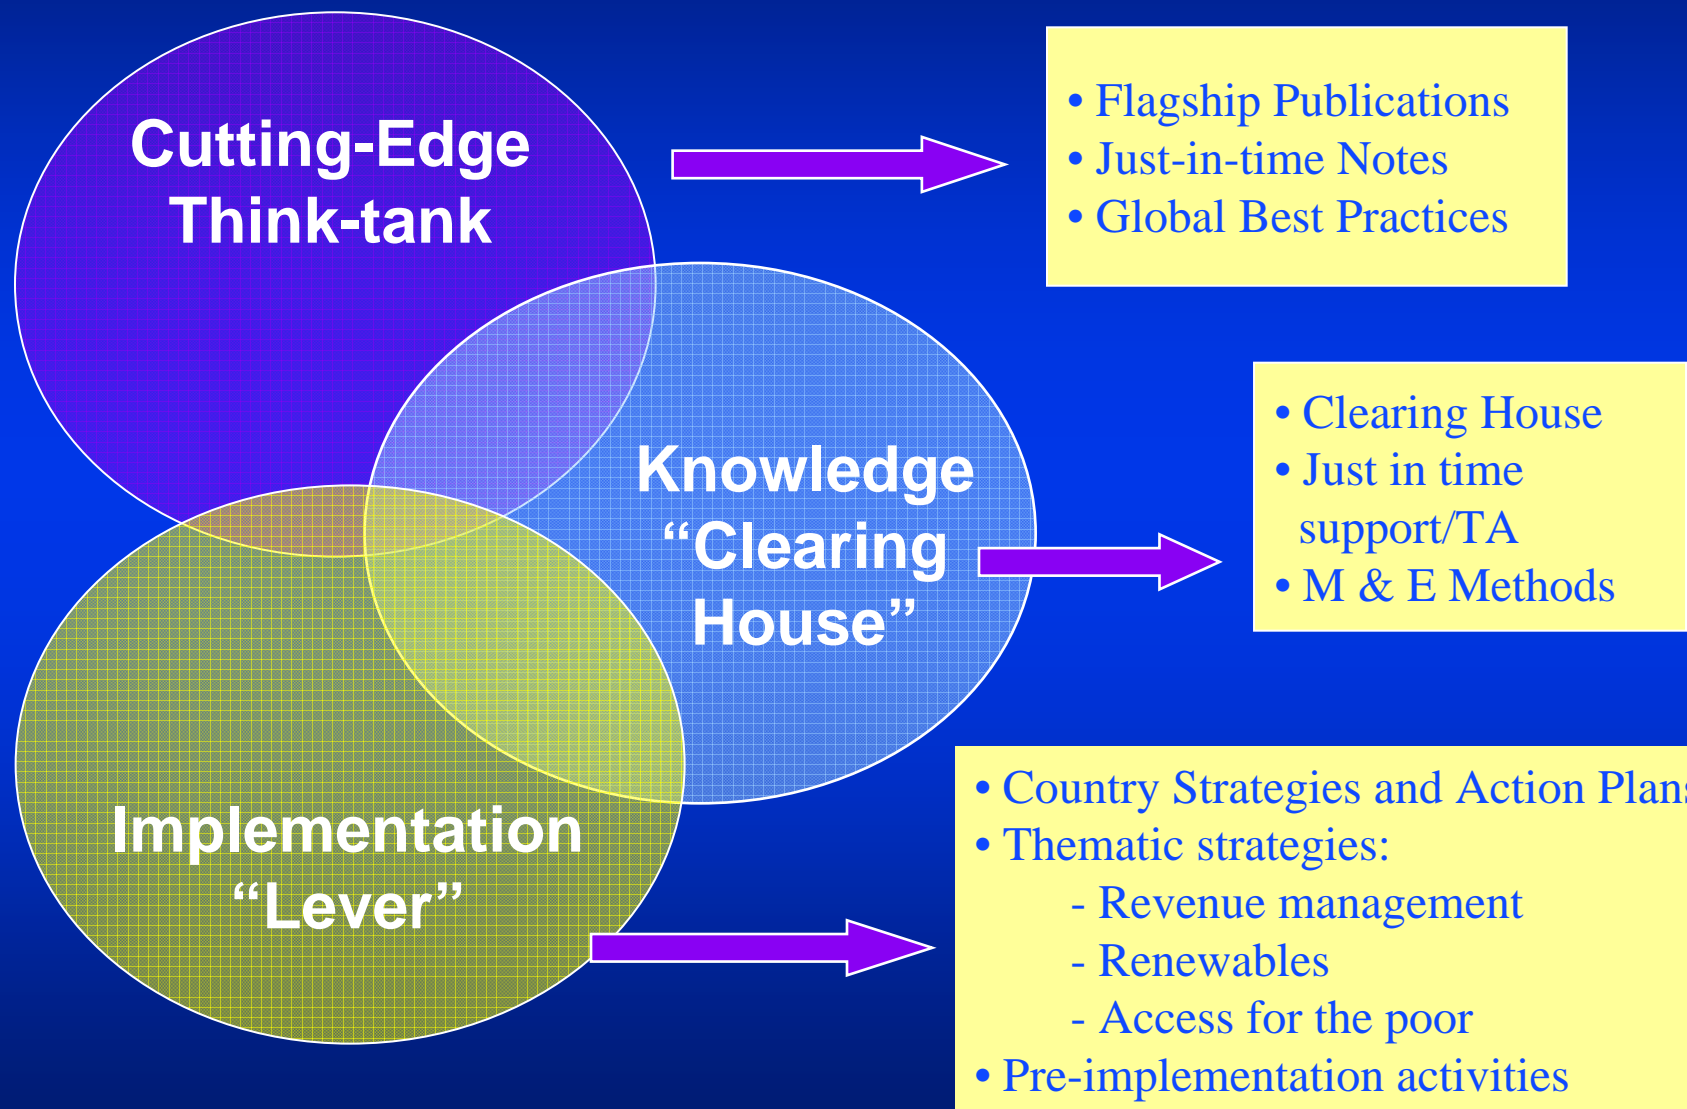 Cutting-Edge
Think-tank
• Flagship Publications
• Just-in-time Notes
• Global Best Practices
Knowledge
“Clearing
House”
• Clearing House
• Just in time
support/TA
• M & E Methods
Implementation
“Lever”
• Country Strategies and Action Plans
• Thematic strategies:
- Revenue management
- Renewables
- Access for the poor
• Pre-implementation activities